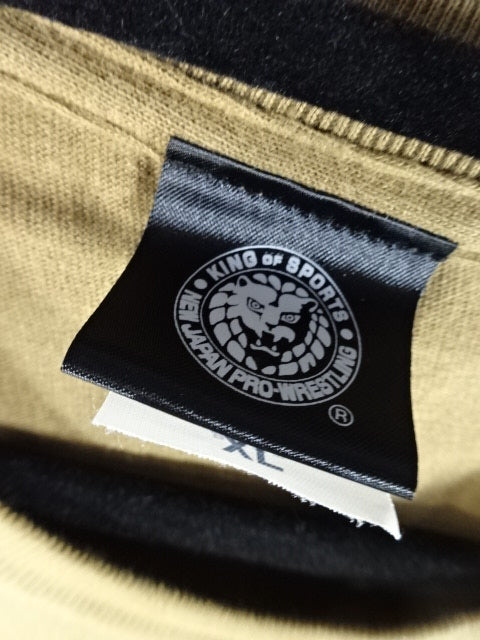 KING OF SPORTS
NEW JAPAN PRO-WRESTLING
®
XL